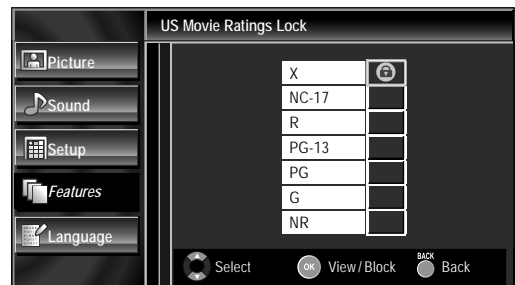 US Movie Ratings Lock
Picture
Sound
Setup
Features
Language
X
NC-17
R
PG-13
PG
G
NR
Select
OK View/Block
BACK Back